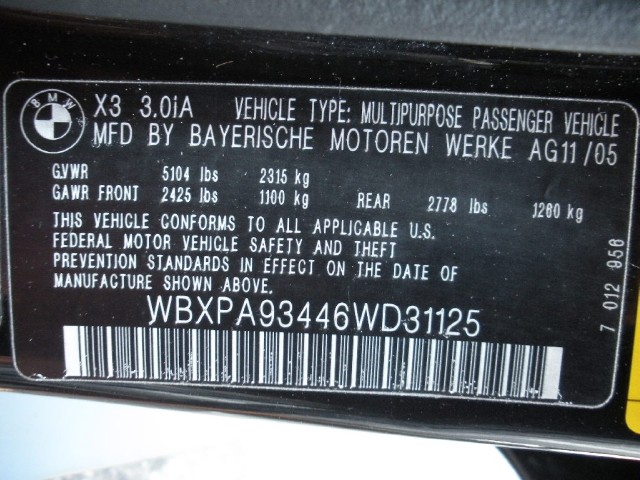 BMW
X3 3.0iA VEHICLE TYPE: MULTIPURPOSE PASSENGER VEHICLE
MFD BY BAYERISCHE MOTOREN WERKE AG 11/05
GVWR 5104 lbs 2315 kg
GAWR FRONT 2425 lbs 1100 kg REAR 2778 lbs 1260 kg
THIS VEHICLE CONFORMS TO ALL APPLICABLE U.S.
FEDERAL MOTOR VEHICLE SAFETY AND THEFT
PREVENTION STANDARDS IN EFFECT ON THE DATE OF
MANUFACTURE SHOWN ABOVE.
WBXPA93446WD31125
7 012 958